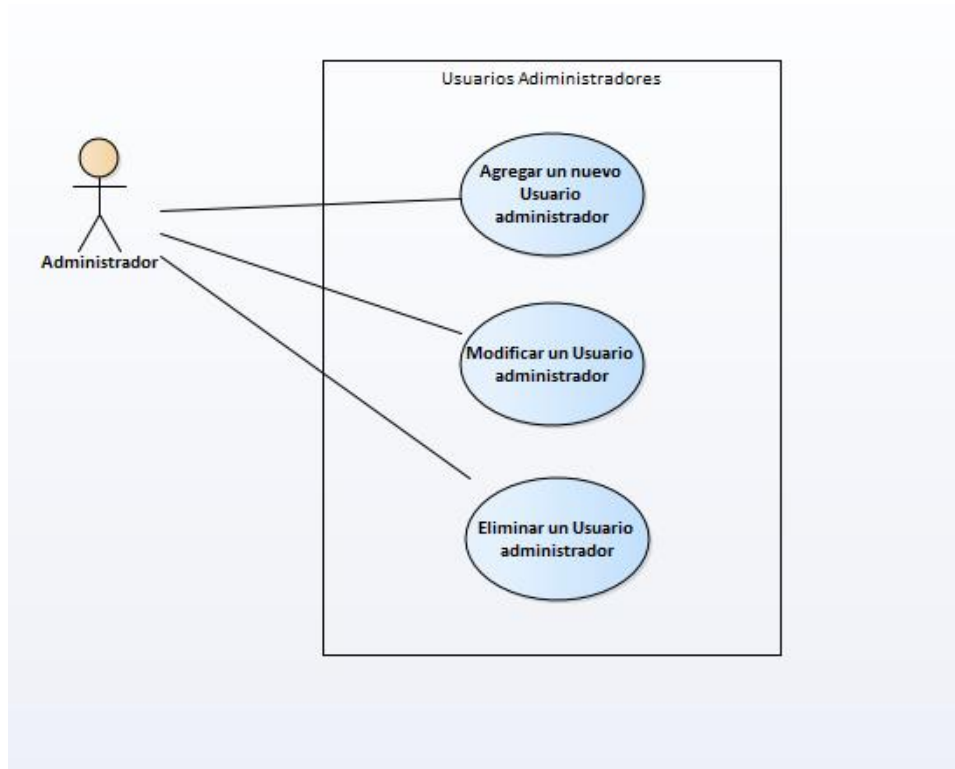 Usuarios Adiministradores
Agregar un nuevo
Usuario
administrador
Administrador
Modificar un Usuario
administrador
Eliminar un Usuario
administrador